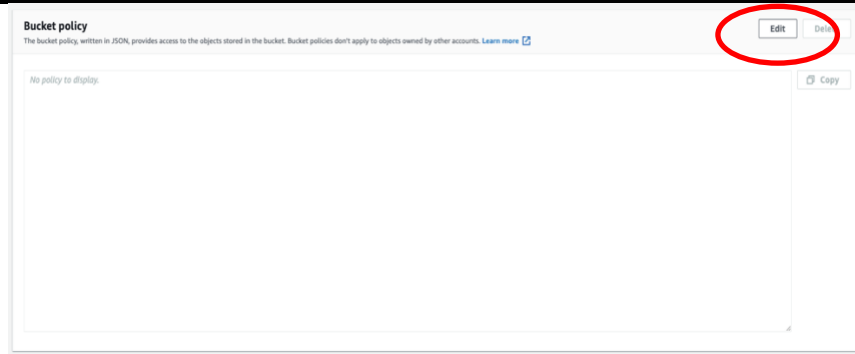 Bucket policy
Edit
Delete
The bucket policy, written in JSON, provides access to the objects stored in the bucket. Bucket policies don't apply to objects owned by other accounts. Learn more
No policy to display.
Copy